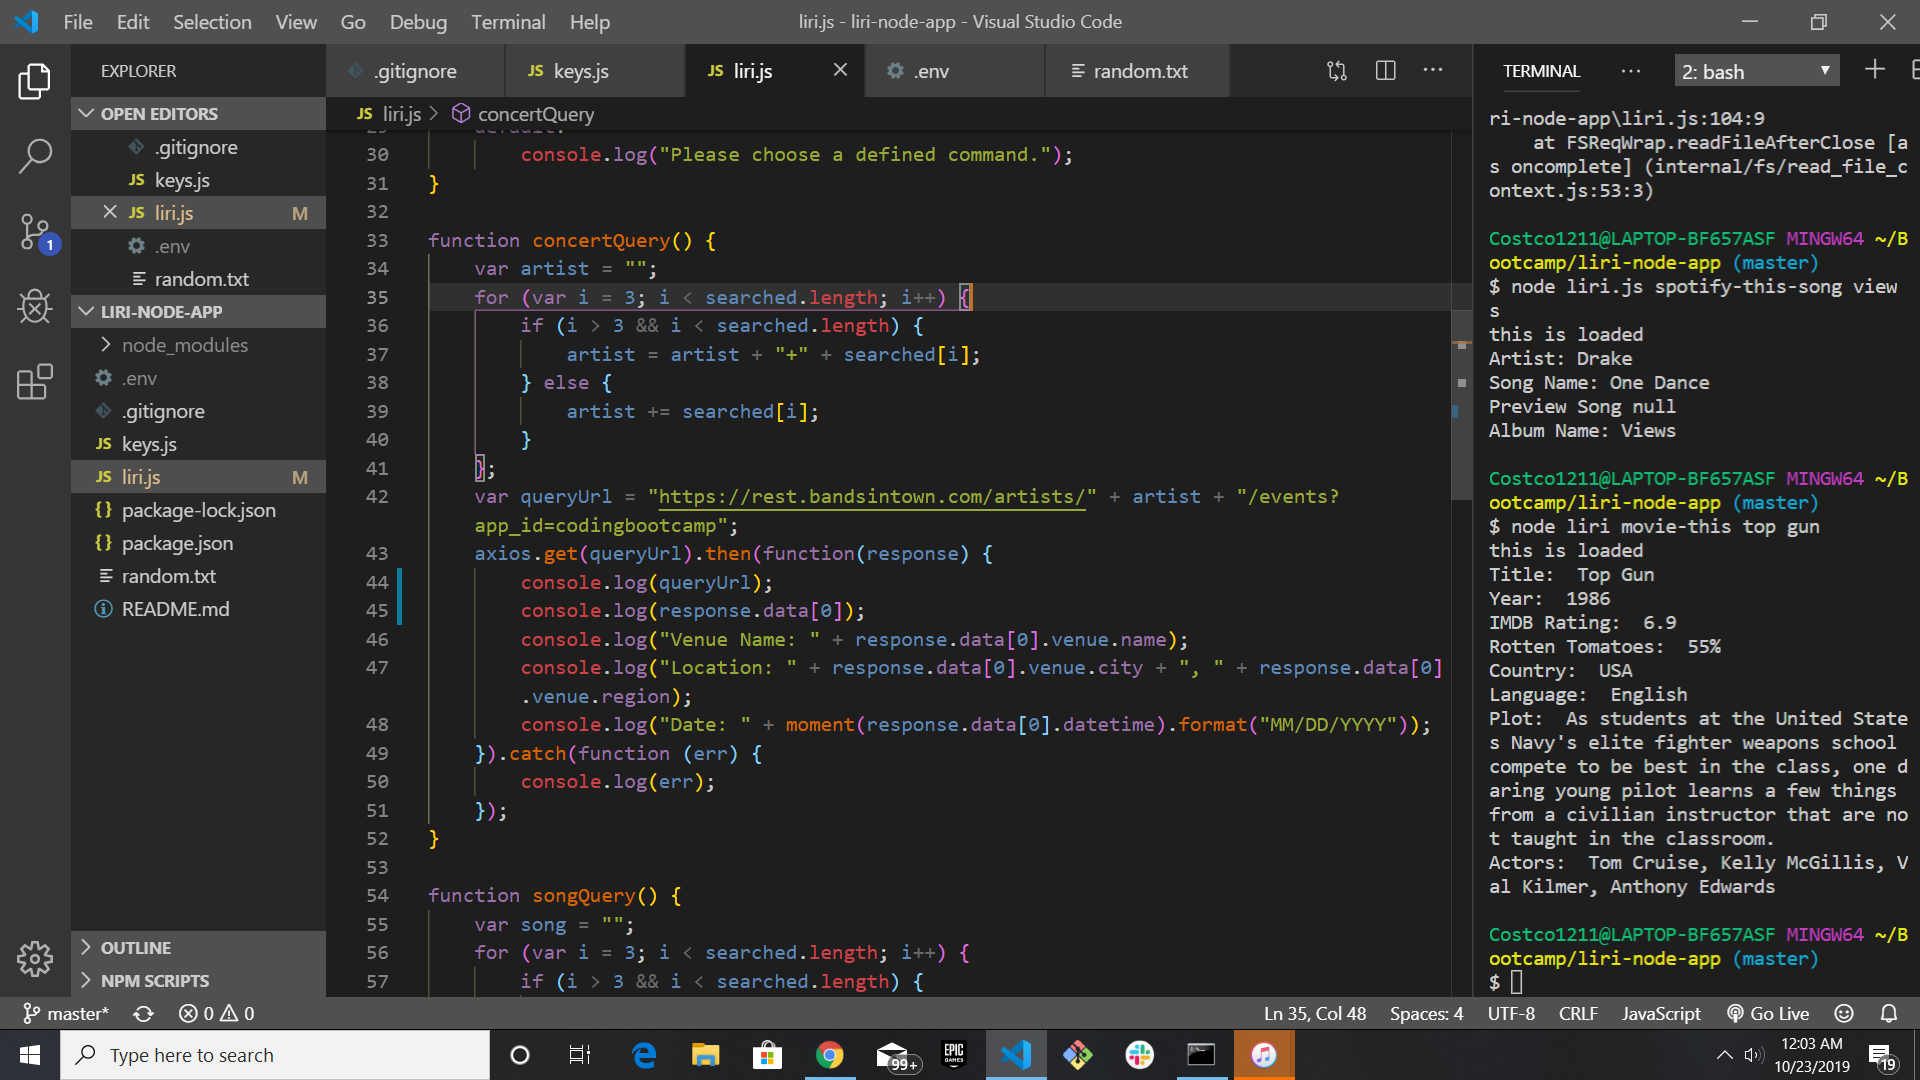 File Edit Selection View Go Debug Terminal Help
liri.js - liri-node-app - Visual Studio Code
EXPLORER
OPEN EDITORS
.gitignore
JS keys.js
JS liri.js M
.env
random.txt
LIRI-NODE-APP
node_modules
.env
.gitignore
JS keys.js
JS liri.js M
{} package-lock.json
{} package.json
random.txt
README.md
OUTLINE
NPM SCRIPTS
1
.gitignore
JS keys.js
JS liri.js
.env
random.txt
JS liri.js > concertQuery
29 default:
30 console.log("Please choose a defined command.");
31 }
32
33 function concertQuery() {
34 var artist = "";
35 for (var i = 3; i < searched.length; i++) {
36 if (i > 3 && i < searched.length) {
37 artist = artist + "+" + searched[i];
38 } else {
39 artist += searched[i];
40 }
41 };
42 var queryUrl = "https://rest.bandsintown.com/artists/" + artist + "/events?
app_id=codingbootcamp";
43 axios.get(queryUrl).then(function(response) {
44 console.log(queryUrl);
45 console.log(response.data[0]);
46 console.log("Venue Name: " + response.data[0].venue.name);
47 console.log("Location: " + response.data[0].venue.city + ", " + response.data[0]
.venue.region);
48 console.log("Date: " + moment(response.data[0].datetime).format("MM/DD/YYYY"));
49 }).catch(function (err) {
50 console.log(err);
51 });
52 }
53
54 function songQuery() {
55 var song = "";
56 for (var i = 3; i < searched.length; i++) {
57 if (i > 3 && i < searched.length) {
TERMINAL
2: bash
ri-node-app\liri.js:104:9
at FSReqWrap.readFileAfterClose [a
s oncomplete] (internal/fs/read_file_c
ontext.js:53:3)
Costco1211@LAPTOP-BF657ASF MINGW64 ~/B
ootcamp/liri-node-app (master)
$ node liri.js spotify-this-song view
s
this is loaded
Artist: Drake
Song Name: One Dance
Preview Song null
Album Name: Views
Costco1211@LAPTOP-BF657ASF MINGW64 ~/B
ootcamp/liri-node-app (master)
$ node liri movie-this top gun
this is loaded
Title:  Top Gun
Year:  1986
IMDB Rating:  6.9
Rotten Tomatoes:  55%
Country:  USA
Language:  English
Plot:  As students at the United State
s Navy's elite fighter weapons school
compete to be best in the class, one d
aring young pilot learns a few things
from a civilian instructor that are no
t taught in the classroom.
Actors:  Tom Cruise, Kelly McGillis, V
al Kilmer, Anthony Edwards
Costco1211@LAPTOP-BF657ASF MINGW64 ~/B
ootcamp/liri-node-app (master)
$
master* 0 0
Ln 35, Col 48 Spaces: 4 UTF-8 CRLF JavaScript Go Live
Type here to search
99+
EPIC
GAMES
12:03 AM
10/23/2019
19